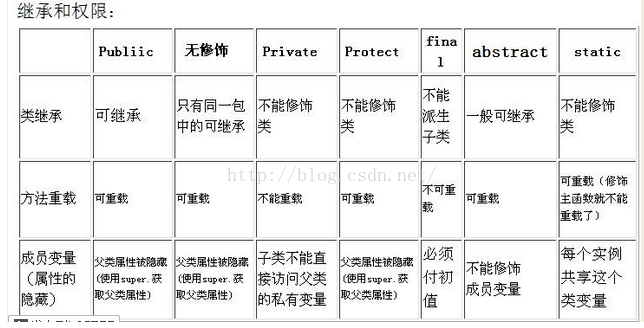 继承和权限：
Publiic 无修饰 Private Protect fina
l abstract static
类继承 可继承 只有同一包
中的可继承 不能修饰
类 不能修饰
类 不能
派生
子类 一般可继承 不能修饰
类
方法重载 可重载 可重载 不能重载 可重载 不可重
载 可重载 可重载（修饰
主函数就不能
重载了）
成员变量
（属性的
隐藏） 父类属性被隐藏
(使用super.获
取父类属性) 父类属性被隐藏
(使用super.获
取父类属性) 子类不能直
接访问父类
的私有变量 父类属性被隐藏
(使用super.获
取父类属性) 必须
付初
值 不能修饰
成员变量 每个实例
共享这个
类变量
http://blog.csdn.net/